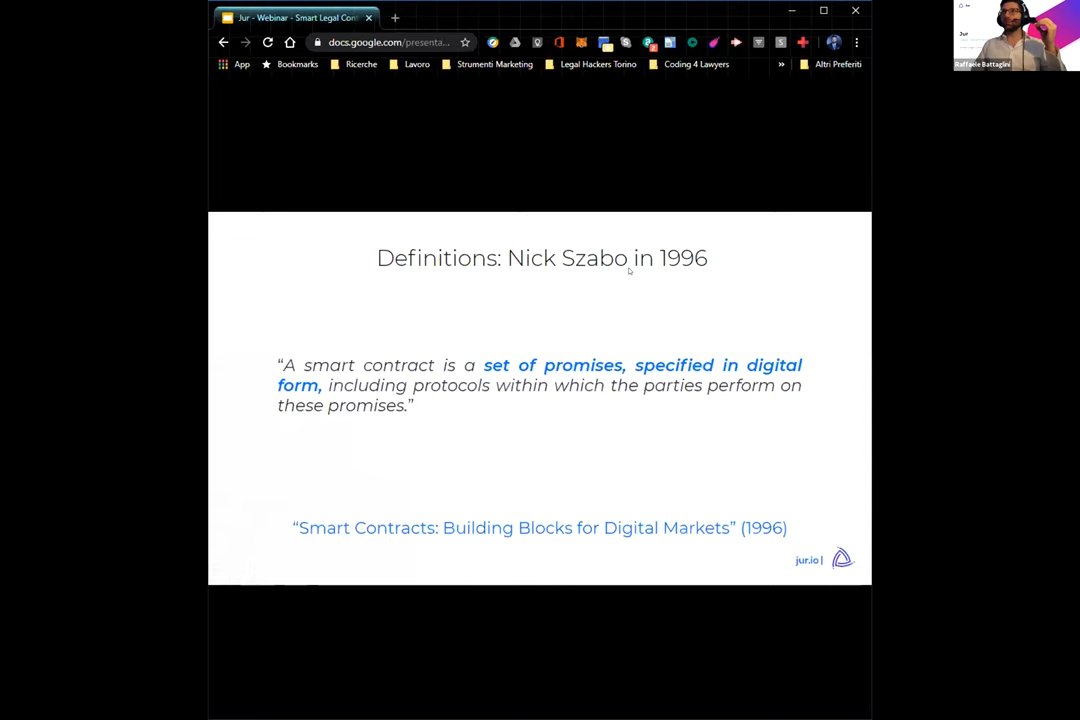 Jur - Webinar - Smart Legal Con
docs.google.com/presenta...
App Bookmarks Ricerche Lavoro Strumenti Marketing Legal Hackers Torino Coding 4 Lawyers » Altri Preferiti
Jur
Jur
Raffaele Battaglini
Definitions: Nick Szabo in 1996
“A smart contract is a set of promises, specified in digital
form, including protocols within which the parties perform on
these promises.”
“Smart Contracts: Building Blocks for Digital Markets” (1996)
jur.io |